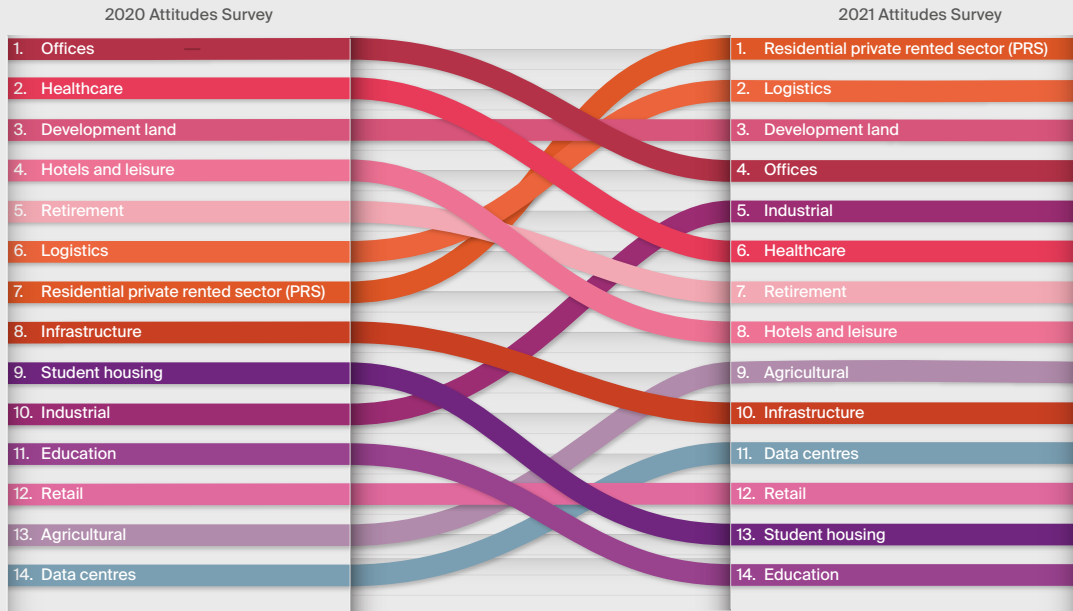 2020 Attitudes Survey
1. Offices
2. Healthcare
3. Development land
4. Hotels and leisure
5. Retirement
6. Logistics
7. Residential private rented sector (PRS)
8. Infrastructure
9. Student housing
10. Industrial
11. Education
12. Retail
13. Agricultural
14. Data centres
2021 Attitudes Survey
1. Residential private rented sector (PRS)
2. Logistics
3. Development land
4. Offices
5. Industrial
6. Healthcare
7. Retirement
8. Hotels and leisure
9. Agricultural
10. Infrastructure
11. Data centres
12. Retail
13. Student housing
14. Education